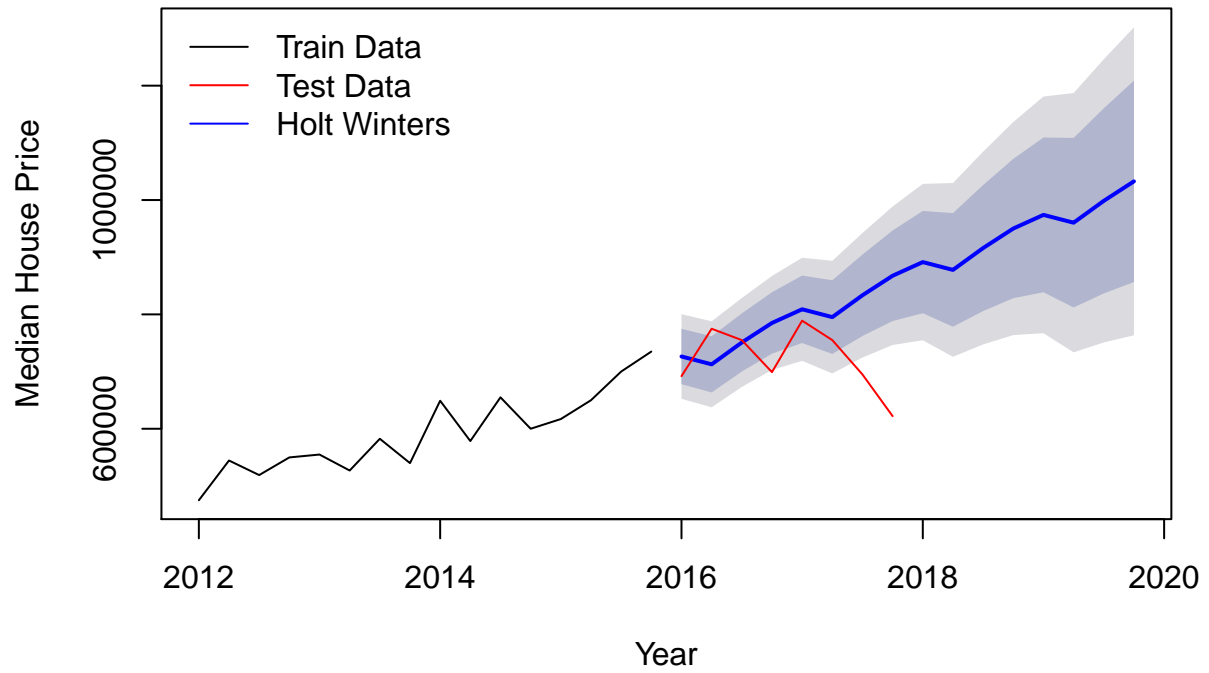 Train Data
Test Data
Holt Winters
Median House Price
1000000
600000
2012 2014 2016 2018 2020
Year